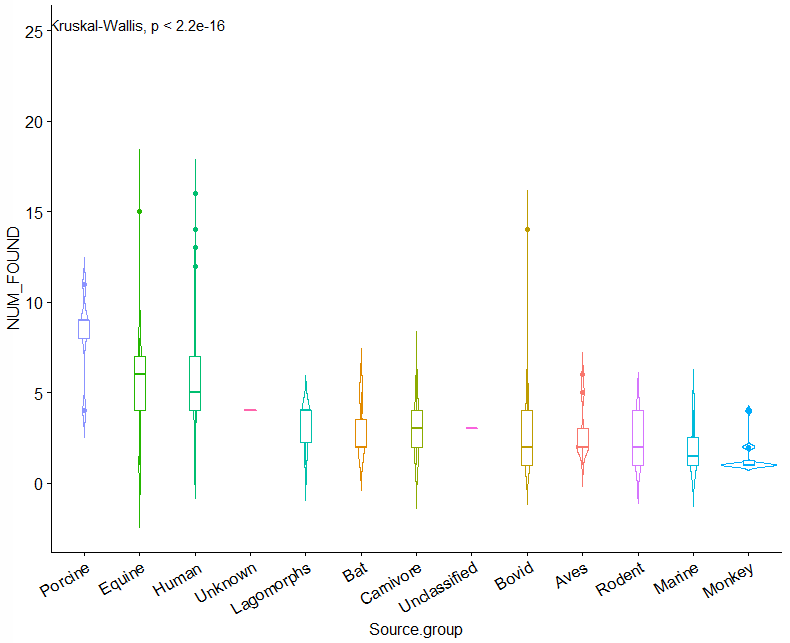 Kruskal-Wallis, p < 2.2e-16
25
20
15
10
5
0
NUM_FOUND
Porcine
Equine
Human
Unknown
Lagomorphs
Bat
Carnivore
Unclassified
Bovid
Aves
Rodent
Marine
Monkey
Source.group